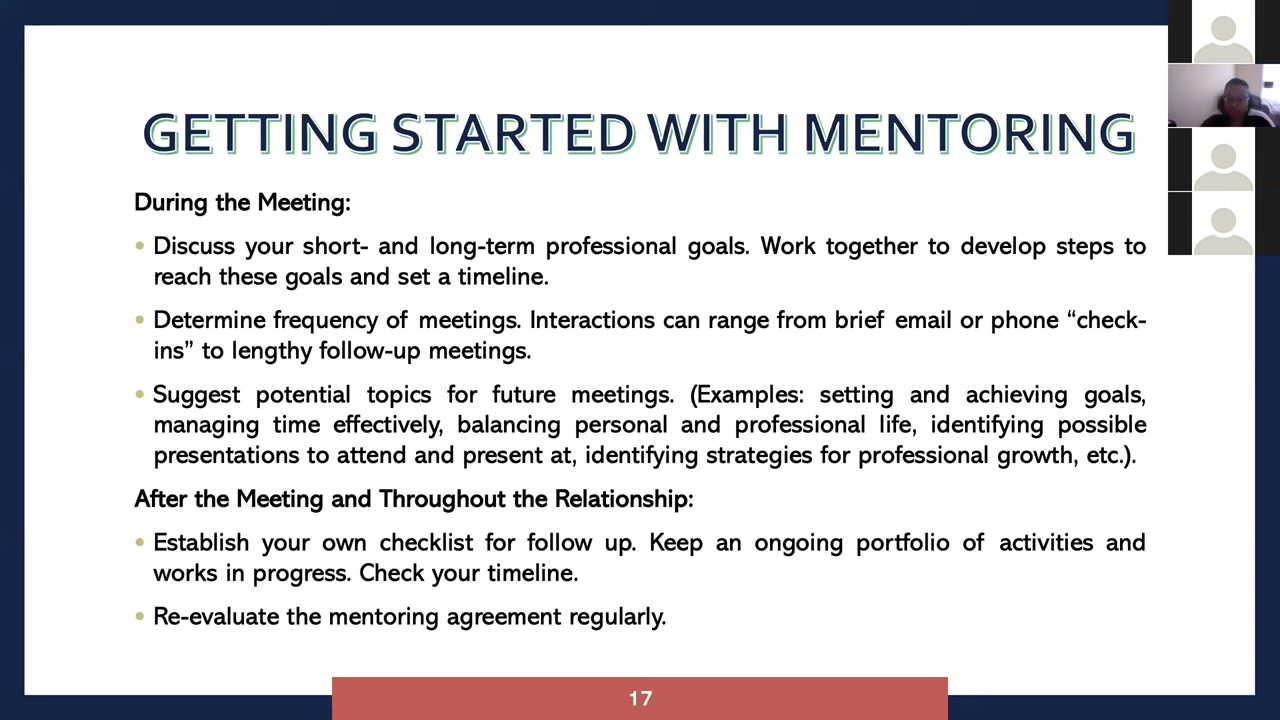 GETTING STARTED WITH MENTORING
During the Meeting:
• Discuss your short- and long-term professional goals. Work together to develop steps to
reach these goals and set a timeline.
• Determine frequency of meetings. Interactions can range from brief email or phone “check-
ins” to lengthy follow-up meetings.
• Suggest potential topics for future meetings. (Examples: setting and achieving goals,
managing time effectively, balancing personal and professional life, identifying possible
presentations to attend and present at, identifying strategies for professional growth, etc.).
After the Meeting and Throughout the Relationship:
• Establish your own checklist for follow up. Keep an ongoing portfolio of activities and
works in progress. Check your timeline.
• Re-evaluate the mentoring agreement regularly.
17